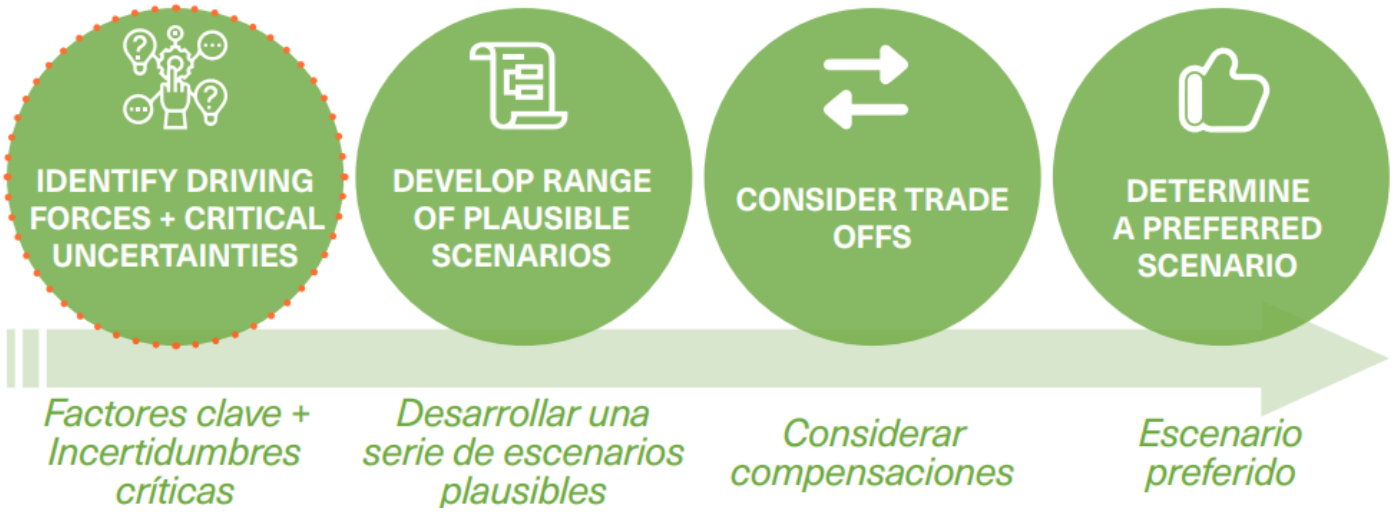 IDENTIFY DRIVING
FORCES + CRITICAL
UNCERTAINTIES
DEVELOP RANGE
OF PLAUSIBLE
SCENARIOS
CONSIDER TRADE
OFFS
DETERMINE
A PREFERRED
SCENARIO
Factores clave +
Incertidumbres
críticas
Desarrollar una
serie de escenarios
plausibles
Considerar
compensaciones
Escenario
preferido